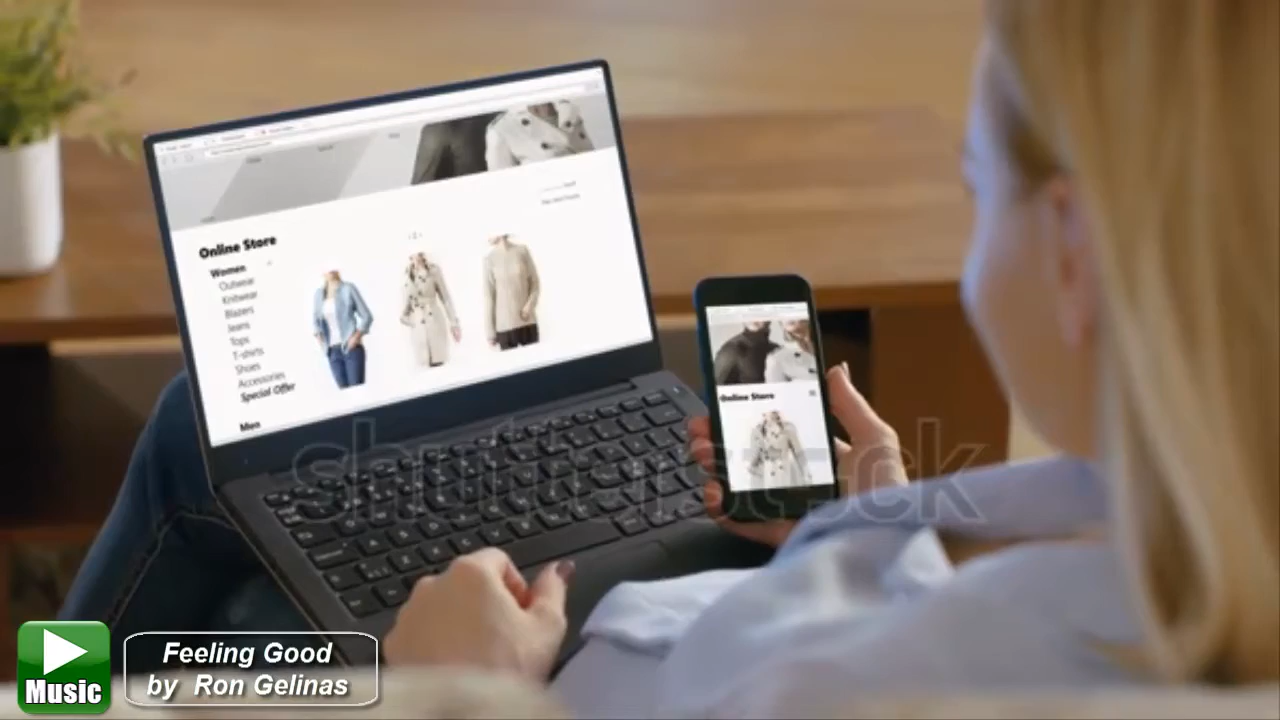 Online Store
Women
Outwear
Knitwear
Blazers
Jeans
Tops
T-shirts
Shoes
Accessories
Special Offer
Men
Online Store
shutterstock
Music
Feeling Good
by Ron Gelinas